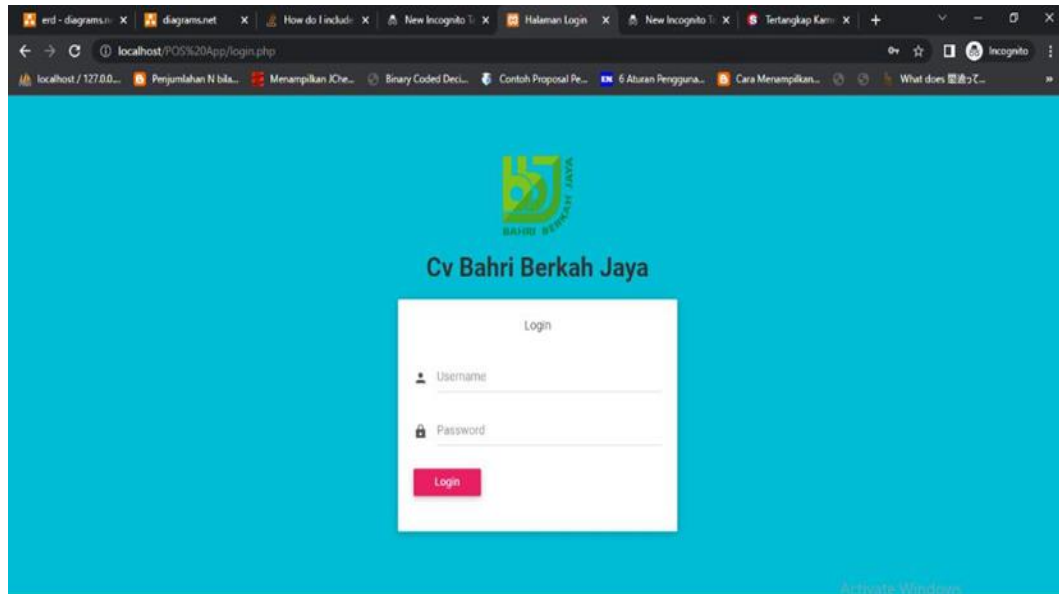 erd - diagrams.n
diagrams.net
How do I include
New Incognito T
Halaman Login
New Incognito T
Tertangkap Kam
localhost/POS%20App/login.php
Incognito
localhost / 127.0.0...
Penjumlahan N bila...
Menampilkan JChe...
Binary Coded Deci...
Contoh Proposal Pe...
6 Aturan Pengguna...
Cara Menampilkan...
What does
BAHRI BERKAH JAYA
Cv Bahri Berkah Jaya
Login
Username
Password
Login
Activate Windows